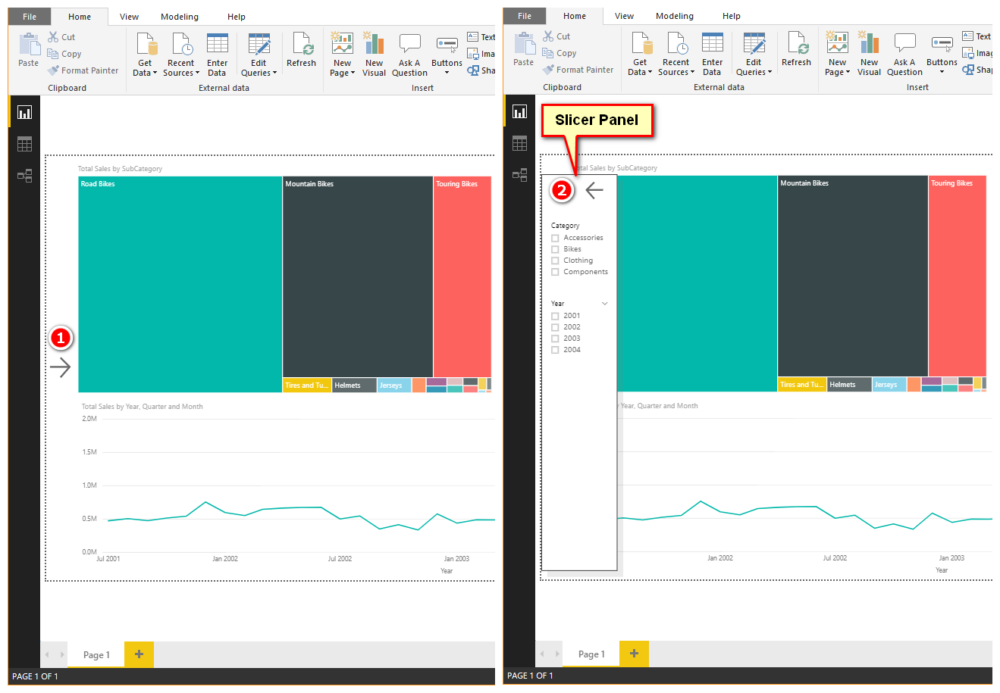 File Home View Modeling Help
Paste
Cut
Copy
Format Painter
Get Data
Recent Sources
Enter Data
Edit Queries
Refresh
New Page
New Visual
Ask A Question
Buttons
Text
Ima
Sha
Clipboard External data Insert
Total Sales by SubCategory
Road Bikes Mountain Bikes Touring Bikes
1
Tires and Tu... Helmets Jerseys
Total Sales by Year, Quarter and Month
2.0M
1.5M
1.0M
0.5M
0.0M
Jul 2001 Jan 2002 Jul 2002 Jan 2003
Year
Page 1 +
PAGE 1 OF 1
File Home View Modeling Help
Paste
Cut
Copy
Format Painter
Get Data
Recent Sources
Enter Data
Edit Queries
Refresh
New Page
New Visual
Ask A Question
Buttons
Text
Imag
Shap
Clipboard External data Insert
Slicer Panel
tal Sales by SubCategory
2
Mountain Bikes Touring Bikes
Category
Accessories
Bikes
Clothing
Components
Year
2001
2002
2003
2004
Tires and Tu... Helmets Jerseys
Year, Quarter and Month
Jan 2002 Jul 2002 Jan 2003
Year
Page 1 +
PAGE 1 OF 1